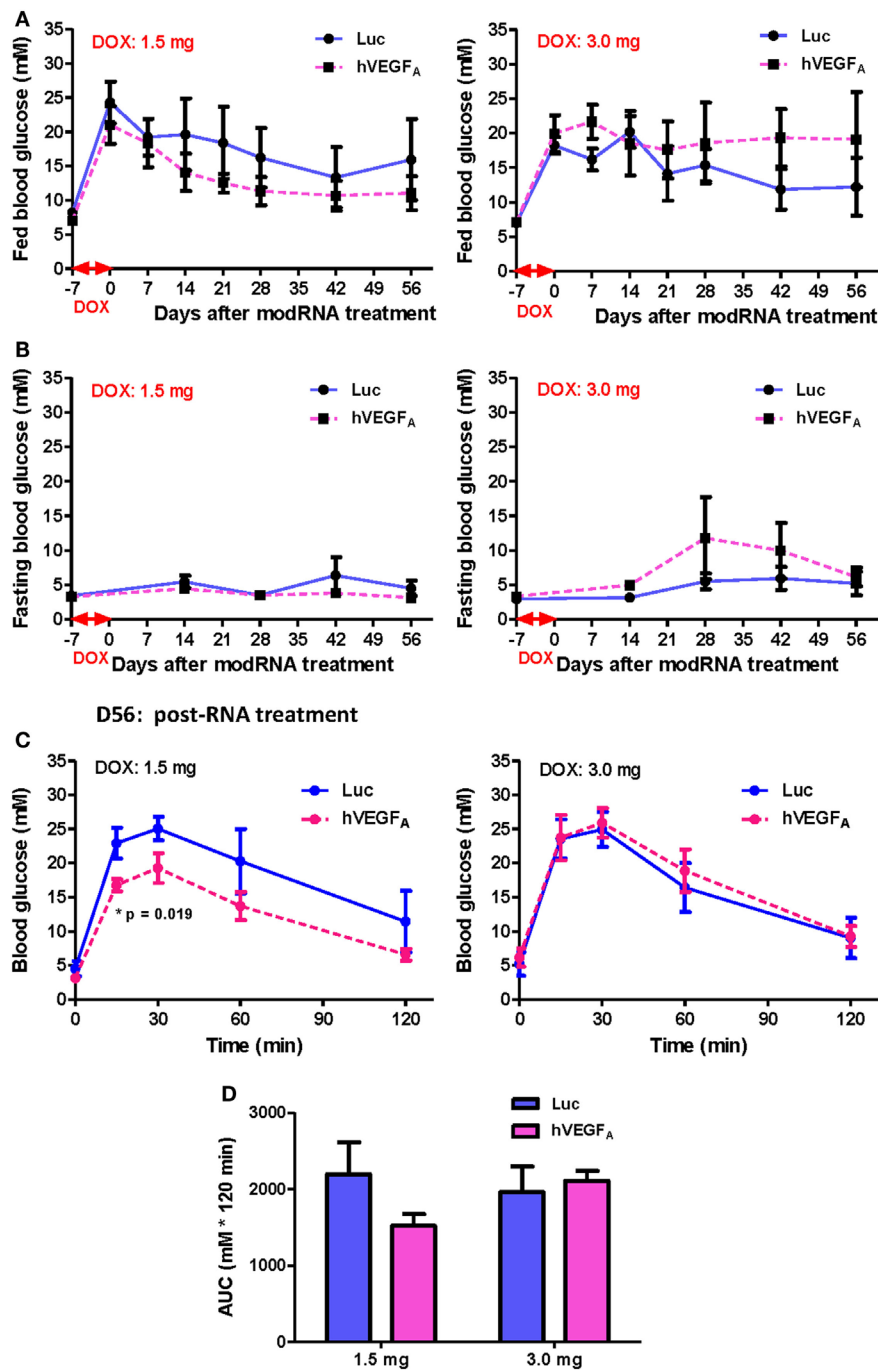 A
DOX: 1.5 mg
Luc
hVEGFA
Fed blood glucose (mM)
35
30
25
20
15
10
5
0
-7 0 7 14 21 28 35 42 49 56
DOX
Days after modRNA treatment
DOX: 3.0 mg
Luc
hVEGFA
Fed blood glucose (mM)
35
30
25
20
15
10
5
0
-7 0 7 14 21 28 35 42 49 56
DOX
Days after modRNA treatment
B
DOX: 1.5 mg
Luc
hVEGFA
Fasting blood glucose (mM)
35
30
25
20
15
10
5
0
-7 0 7 14 21 28 35 42 49 56
DOX
Days after modRNA treatment
DOX: 3.0 mg
Luc
hVEGFA
Fasting blood glucose (mM)
35
30
25
20
15
10
5
0
-7 0 7 14 21 28 35 42 49 56
DOX
Days after modRNA treatment
D56: post-RNA treatment
C
DOX: 1.5 mg
Luc
hVEGFA
* p = 0.019
Blood glucose (mM)
35
30
25
20
15
10
5
0
0 30 60 90 120
Time (min)
DOX: 3.0 mg
Luc
hVEGFA
Blood glucose (mM)
35
30
25
20
15
10
5
0
0 30 60 90 120
Time (min)
D
Luc
hVEGFA
AUC (mM * 120 min)
3000
2000
1000
0
1.5 mg 3.0 mg